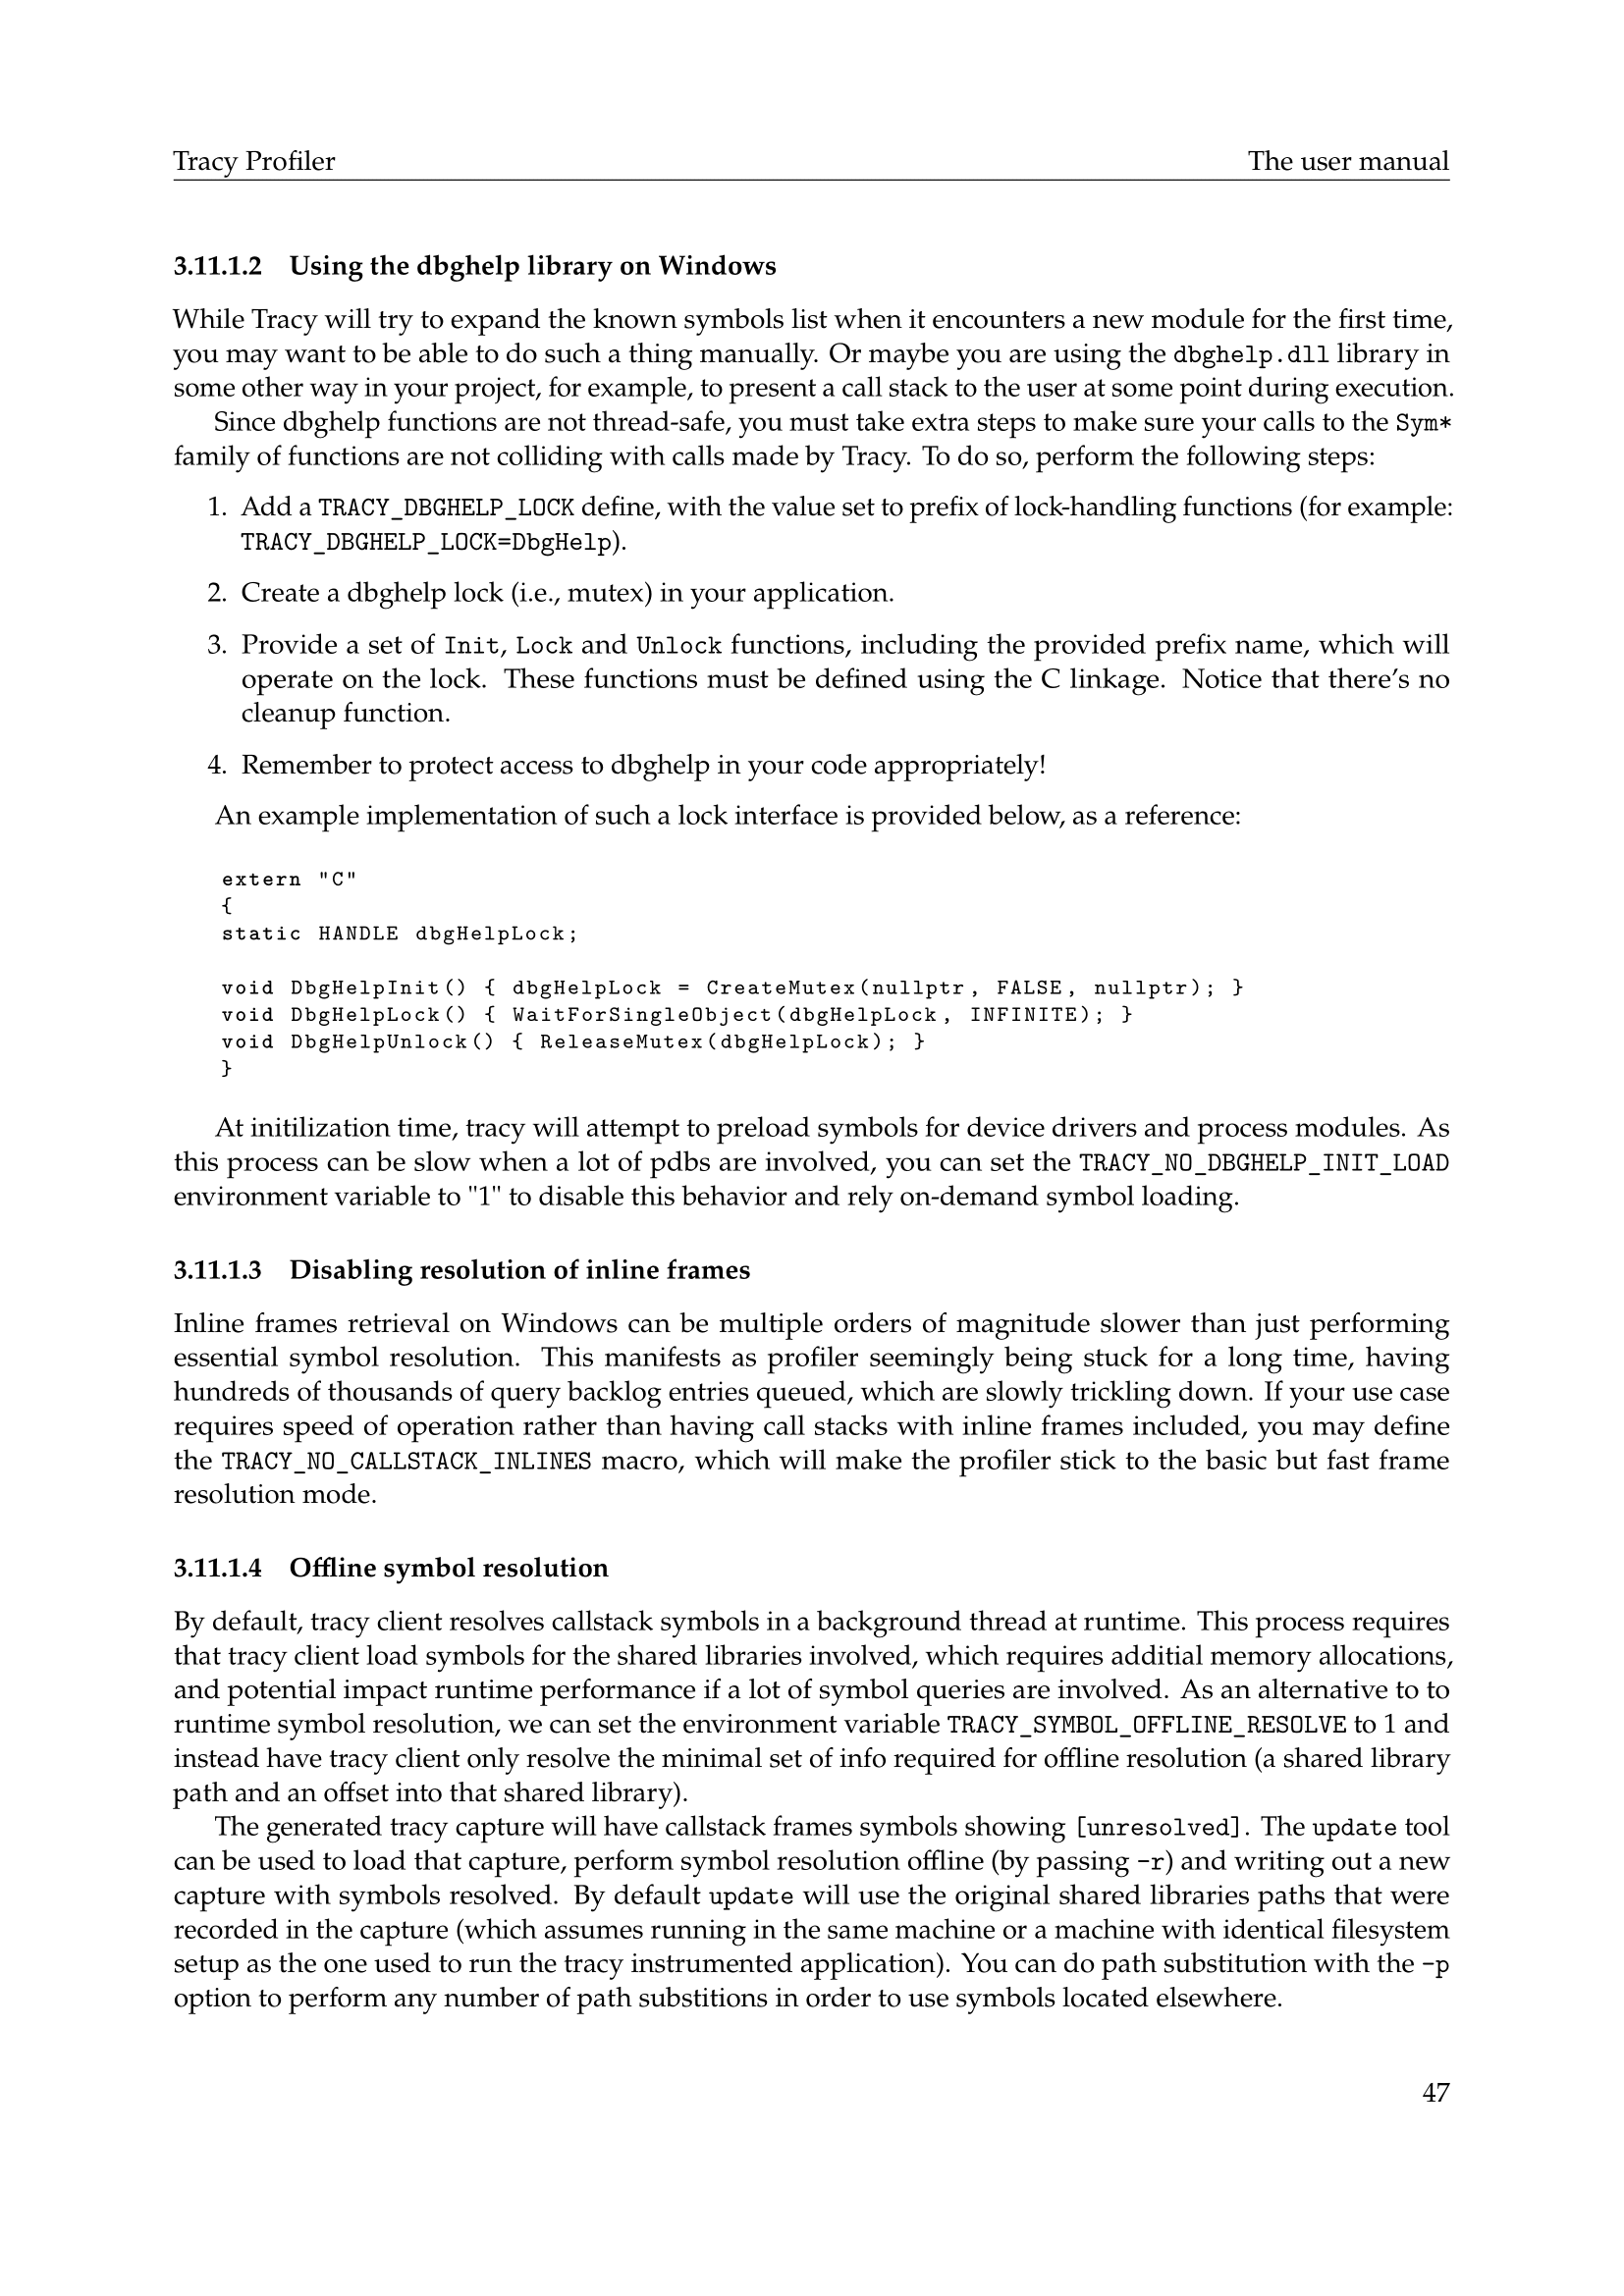 Tracy Profiler The user manual
3.11.1.2 Using the dbghelp library on Windows
While Tracy will try to expand the known symbols list when it encounters a new module for the first time,
you may want to be able to do such a thing manually. Or maybe you are using the dbghelp.dll library in
some other way in your project, for example, to present a call stack to the user at some point during execution.
Since dbghelp functions are not thread-safe, you must take extra steps to make sure your calls to the Sym*
family of functions are not colliding with calls made by Tracy. To do so, perform the following steps:
1. Add a TRACY_DBGHELP_LOCK define, with the value set to prefix of lock-handling functions (for example:
TRACY_DBGHELP_LOCK=DbgHelp).
2. Create a dbghelp lock (i.e., mutex) in your application.
3. Provide a set of Init, Lock and Unlock functions, including the provided prefix name, which will
operate on the lock. These functions must be defined using the C linkage. Notice that there's no
cleanup function.
4. Remember to protect access to dbghelp in your code appropriately!
An example implementation of such a lock interface is provided below, as a reference:
extern "C"
{
static HANDLE dbgHelpLock;
void DbgHelpInit() { dbgHelpLock = CreateMutex(nullptr, FALSE, nullptr); }
void DbgHelpLock() { WaitForSingleObject(dbgHelpLock, INFINITE); }
void DbgHelpUnlock() { ReleaseMutex(dbgHelpLock); }
}
At initilization time, tracy will attempt to preload symbols for device drivers and process modules. As
this process can be slow when a lot of pdbs are involved, you can set the TRACY_NO_DBGHELP_INIT_LOAD
environment variable to "1" to disable this behavior and rely on-demand symbol loading.
3.11.1.3 Disabling resolution of inline frames
Inline frames retrieval on Windows can be multiple orders of magnitude slower than just performing
essential symbol resolution. This manifests as profiler seemingly being stuck for a long time, having
hundreds of thousands of query backlog entries queued, which are slowly trickling down. If your use case
requires speed of operation rather than having call stacks with inline frames included, you may define
the TRACY_NO_CALLSTACK_INLINES macro, which will make the profiler stick to the basic but fast frame
resolution mode.
3.11.1.4 Offline symbol resolution
By default, tracy client resolves callstack symbols in a background thread at runtime. This process requires
that tracy client load symbols for the shared libraries involved, which requires additial memory allocations,
and potential impact runtime performance if a lot of symbol queries are involved. As an alternative to to
runtime symbol resolution, we can set the environment variable TRACY_SYMBOL_OFFLINE_RESOLVE to 1 and
instead have tracy client only resolve the minimal set of info required for offline resolution (a shared library
path and an offset into that shared library).
The generated tracy capture will have callstack frames symbols showing [unresolved]. The update tool
can be used to load that capture, perform symbol resolution offline (by passing -r) and writing out a new
capture with symbols resolved. By default update will use the original shared libraries paths that were
recorded in the capture (which assumes running in the same machine or a machine with identical filesystem
setup as the one used to run the tracy instrumented application). You can do path substitution with the -p
option to perform any number of path substitions in order to use symbols located elsewhere.
47